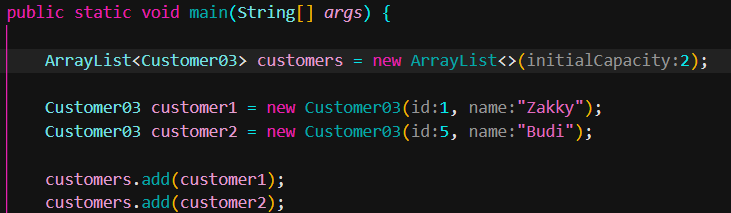 public static void main(String[] args) {
ArrayList<Customer03> customers = new ArrayList<>(initialCapacity:2);
Customer03 customer1 = new Customer03(id:1, name:"Zakky");
Customer03 customer2 = new Customer03(id:5, name:"Budi");
customers.add(customer1);
customers.add(customer2);